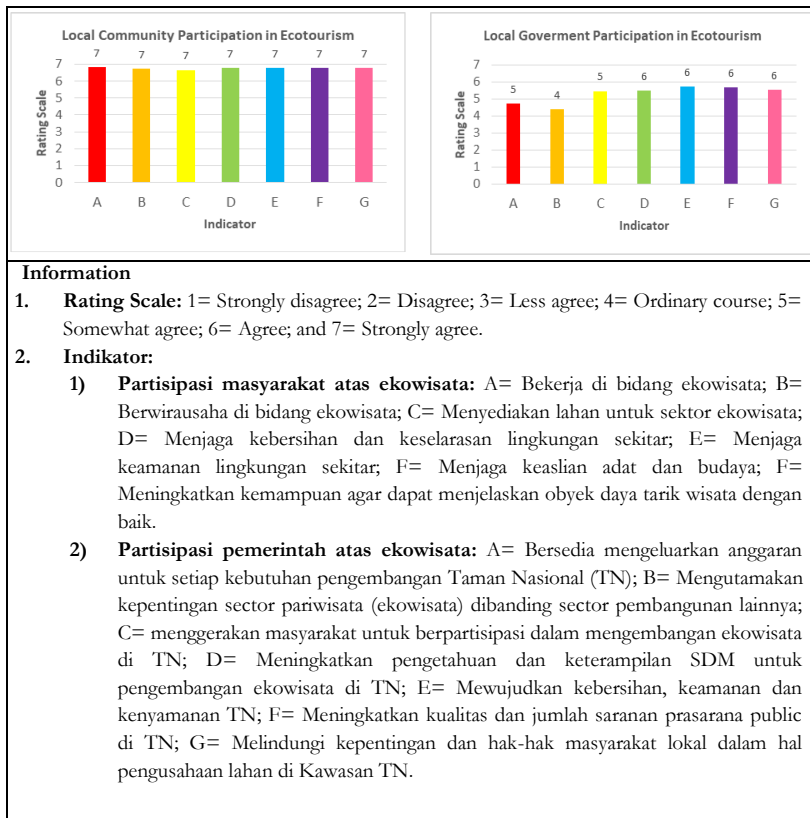 Local Community Participation in Ecotourism
7 7 7 7 7 7 7
7
6
5
4
3
2
1
0
Rating Scale
A B C D E F G
Indicator
Local Goverment Participation in Ecotourism
5 4 5 6 6 6 6
7
6
5
4
3
2
1
0
Rating Scale
A B C D E F G
Indicator
Information
1. Rating Scale: 1= Strongly disagree; 2= Disagree; 3= Less agree; 4= Ordinary course; 5=
Somewhat agree; 6= Agree; and 7= Strongly agree.
2. Indikator:
1) Partisipasi masyarakat atas ekowisata: A= Bekerja di bidang ekowisata; B=
Berwirausaha di bidang ekowisata; C= Menyediakan lahan untuk sektor ekowisata;
D= Menjaga kebersihan dan keselarasan lingkungan sekitar; E= Menjaga
keamanan lingkungan sekitar; F= Menjaga keaslian adat dan budaya; F=
Meningkatkan kemampuan agar dapat menjelaskan obyek daya tarik wisata dengan
baik.
2) Partisipasi pemerintah atas ekowisata: A= Bersedia mengeluarkan anggaran
untuk setiap kebutuhan pengembangan Taman Nasional (TN); B= Mengutamakan
kepentingan sector pariwisata (ekowisata) dibanding sector pembangunan lainnya;
C= menggerakan masyarakat untuk berpartisipasi dalam mengembangan ekowisata
di TN; D= Meningkatkan pengetahuan dan keterampilan SDM untuk
pengembangan ekowisata di TN; E= Mewujudkan kebersihan, keamanan dan
kenyamanan TN; F= Meningkatkan kualitas dan jumlah saranan prasarana public
di TN; G= Melindungi kepentingan dan hak-hak masyarakat lokal dalam hal
pengusahaan lahan di Kawasan TN.